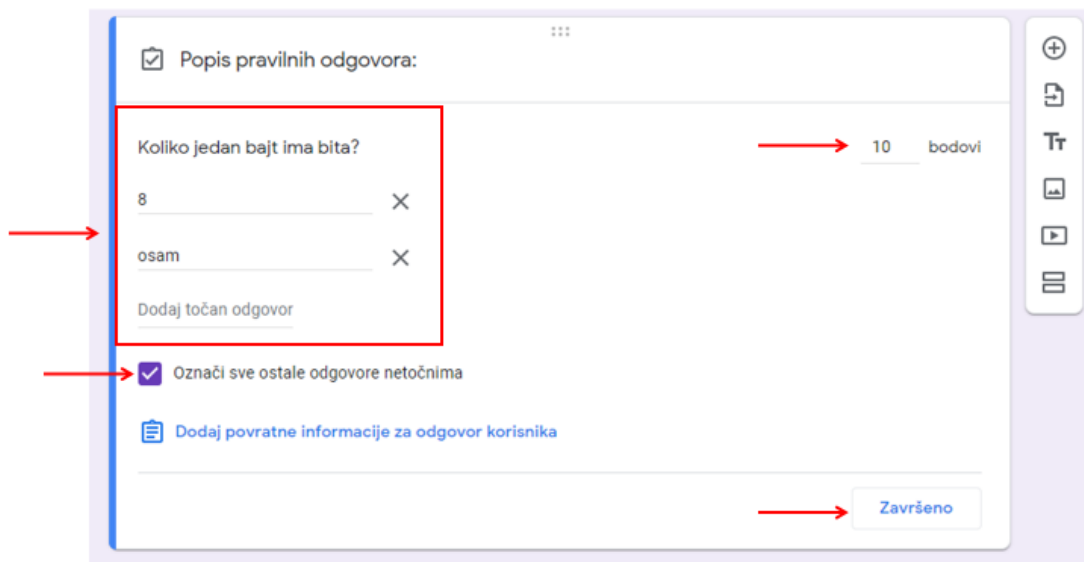 Popis pravilnih odgovora:
Koliko jedan bajt ima bita?
10 bodovi
8
osam
Dodaj točan odgovor
Označi sve ostale odgovore netočnima
Dodaj povratne informacije za odgovor korisnika
Završeno
Tт